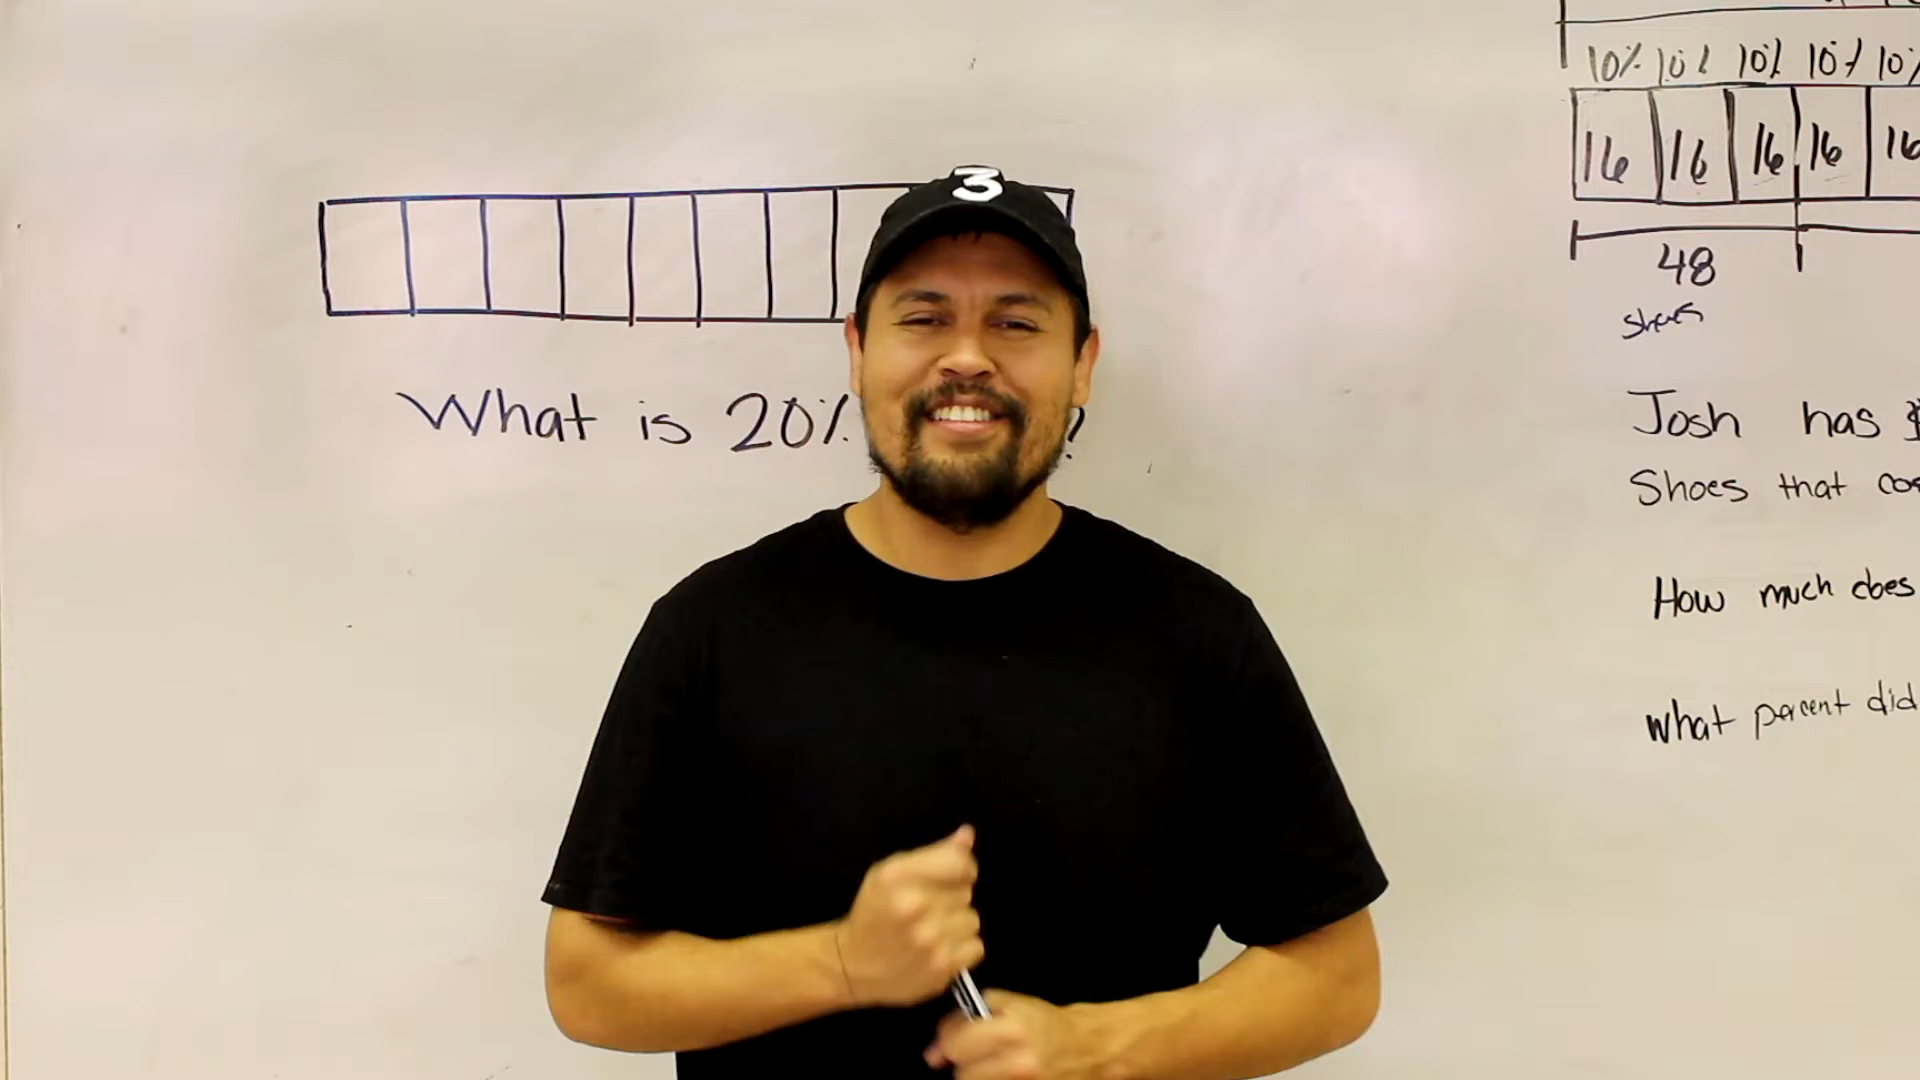 3
What is 20% ?
10% 10% 10% 10% 10%
16 16 16 16 16
48
shoes
Josh has $
Shoes that cos
How much does
what percent did